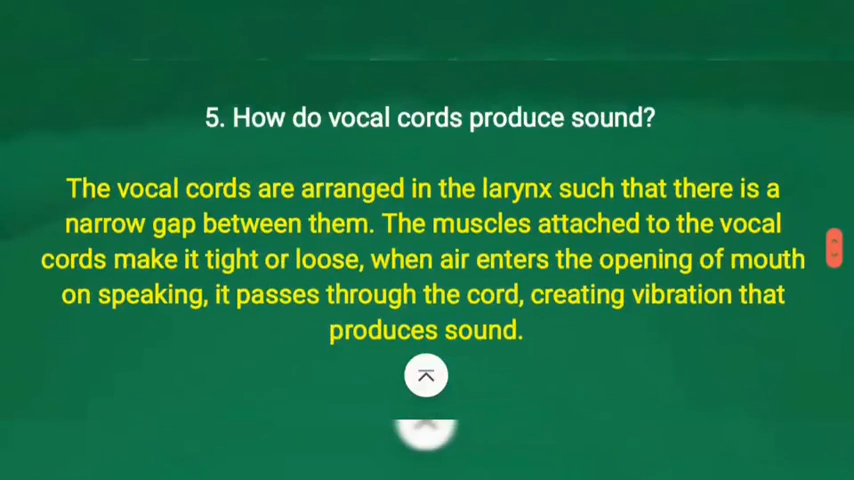 5. How do vocal cords produce sound?
The vocal cords are arranged in the larynx such that there is a
narrow gap between them. The muscles attached to the vocal
cords make it tight or loose, when air enters the opening of mouth
on speaking, it passes through the cord, creating vibration that
produces sound.